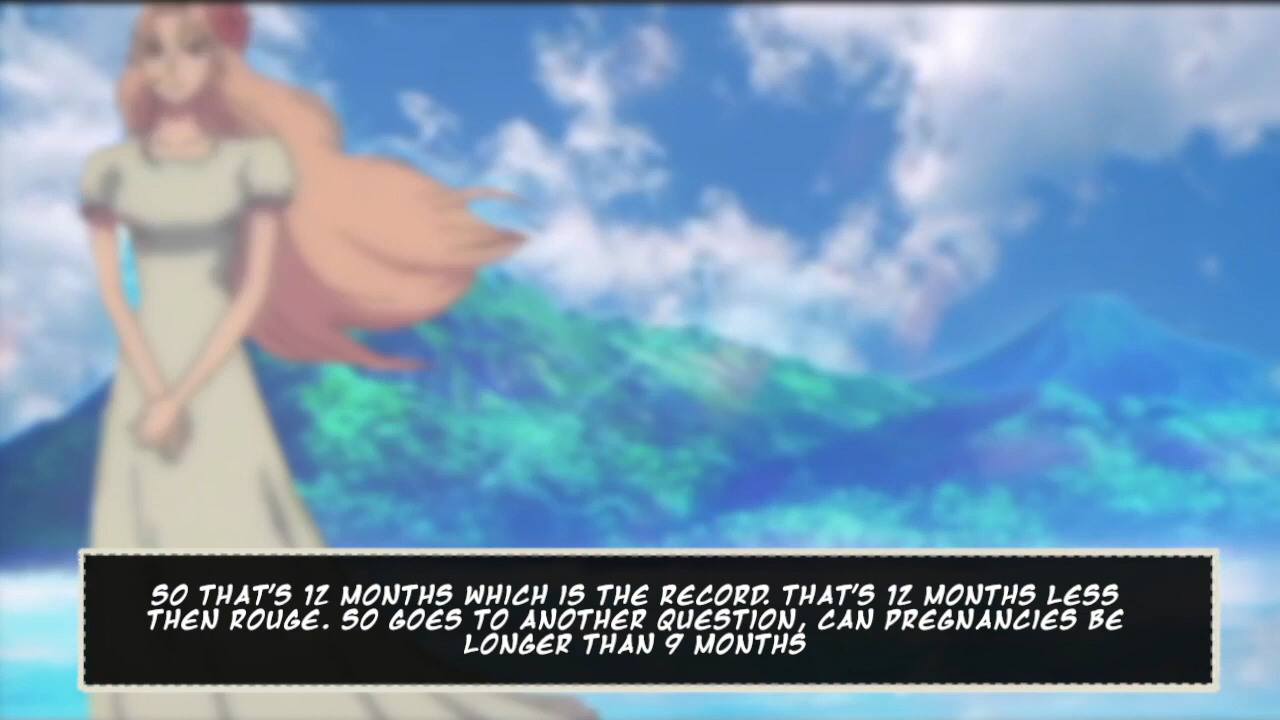 SO THAT'S 12 MONTHS WHICH IS THE RECORD. THAT'S 12 MONTHS LESS
THEN ROUGE. SO GOES TO ANOTHER QUESTION, CAN PREGNANCIES BE
LONGER THAN 9 MONTHS